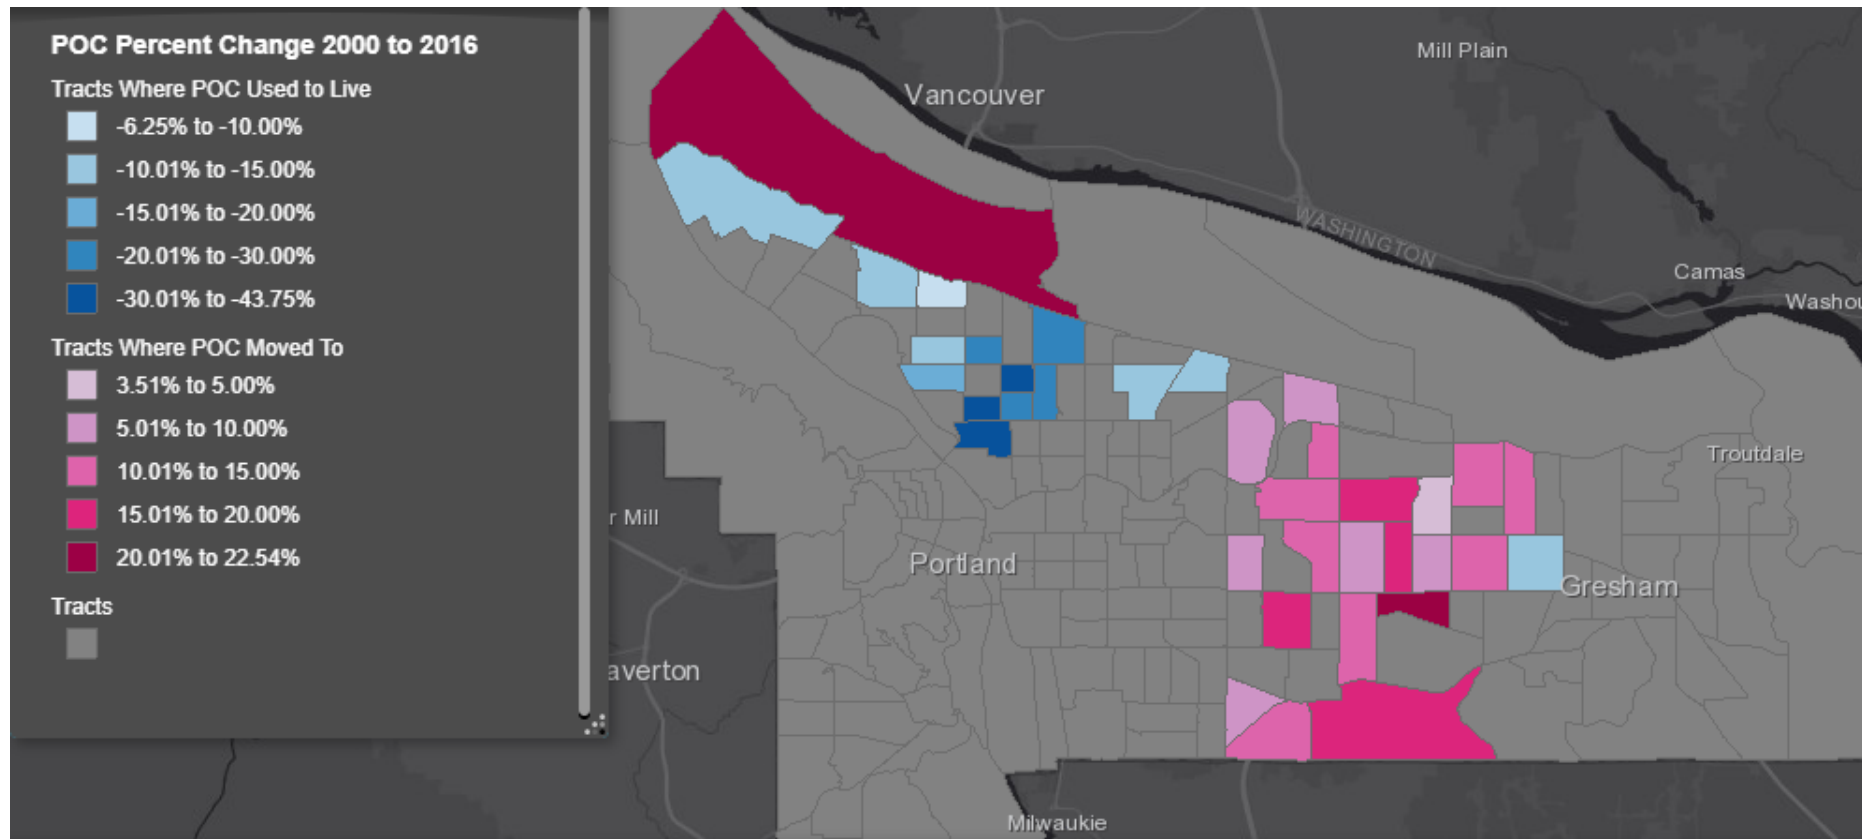 POC Percent Change 2000 to 2016
Tracts Where POC Used to Live
-6.25% to -10.00%
-10.01% to -15.00%
-15.01% to -20.00%
-20.01% to -30.00%
-30.01% to -43.75%
Tracts Where POC Moved To
3.51% to 5.00%
5.01% to 10.00%
10.01% to 15.00%
15.01% to 20.00%
20.01% to 22.54%
Tracts
Mill Plain
Vancouver
WASHINGTON
Camas
Washou
Troutdale
r Mill
Portland
Gresham
averton
Milwaukie